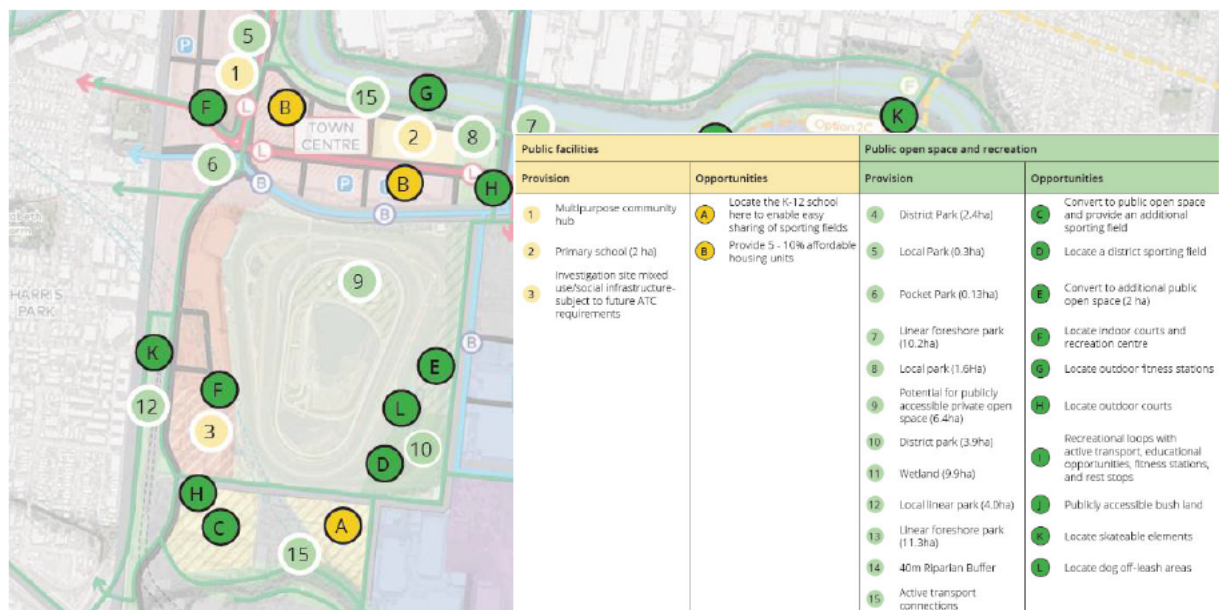 5
P
1
15
G
F
F
B
K
L
TOWN
CENTRE
2
8
7
Option 2C
6
L
B
P
B
L
H
B
9
HARRIS
PARK
B
K
E
F
L
12
3
10
D
H
C
A
15
Public facilities
Public open space and recreation
Provision
Opportunities
Provision
Opportunities
1 Multipurpose community
hub
2 Primary school (2 ha)
3 Investigation site mixed
use/social infrastructure-
subject to future ATC
requirements
A Locate the K-12 school
here to enable easy
sharing of sporting fields
B Provide 5 - 10% affordable
housing units
4 District Park (2.4ha)
5 Local Park (0.3ha)
6 Pocket Park (0.13ha)
7 Linear foreshore park
(10.2ha)
8 Local park (1.6Ha)
9 Potential for publicly
accessible private open
space (6.4ha)
10 District park (3.9ha)
11 Wetland (9.9ha)
12 Local linear park (4.0ha)
13 Linear foreshore park
(11.3ha)
14 40m Riparian Buffer
15 Active transport
connections
C Convert to public open space
and provide an additional
sporting field
D Locate a district sporting field
E Convert to additional public
open space (2 ha)
F Locate indoor courts and
recreation centre
G Locate outdoor fitness stations
H Locate outdoor courts
I Recreational loops with
active transport, educational
opportunities, fitness stations,
and rest stops
J Publicly accessible bush land
K Locate skateable elements
L Locate dog off-leash areas